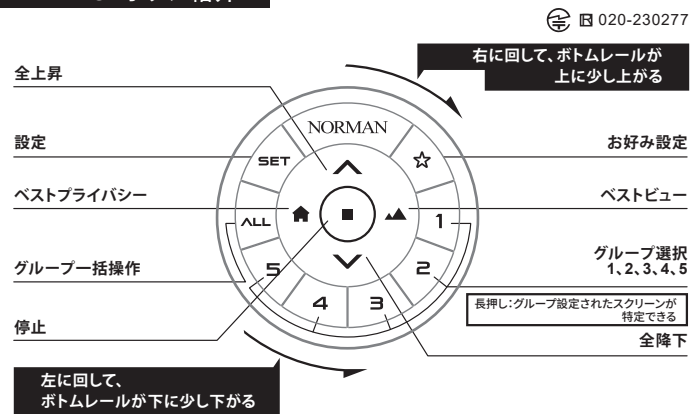 020-230277
右に回して、ボトムレールが
上に少し上がる
全上昇
設定
ベストプライバシー
グループ一括操作
停止
NORMAN
SET
☆
ALL
1
2
3
4
5
お好み設定
ベストビュー
グループ選択
1、2、3、4、5
長押し:グループ設定されたスクリーンが
特定できる
全降下
左に回して、
ボトムレールが下に少し下がる